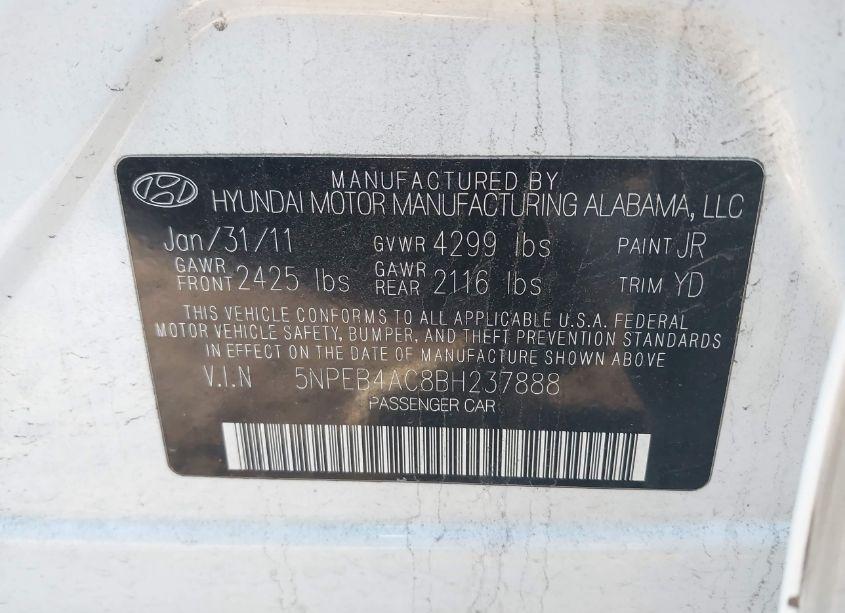 MANUFACTURED BY
HYUNDAI MOTOR MANUFACTURING ALABAMA, LLC
Jan/31/11 GVWR 4299 lbs PAINT JR
GAWR FRONT 2425 lbs GAWR REAR 2116 lbs TRIM YD
THIS VEHICLE CONFORMS TO ALL APPLICABLE U.S.A. FEDERAL
MOTOR VEHICLE SAFETY, BUMPER, AND THEFT PREVENTION STANDARDS
IN EFFECT ON THE DATE OF MANUFACTURE SHOWN ABOVE
V.I.N 5NPEB4AC8BH237888
PASSENGER CAR